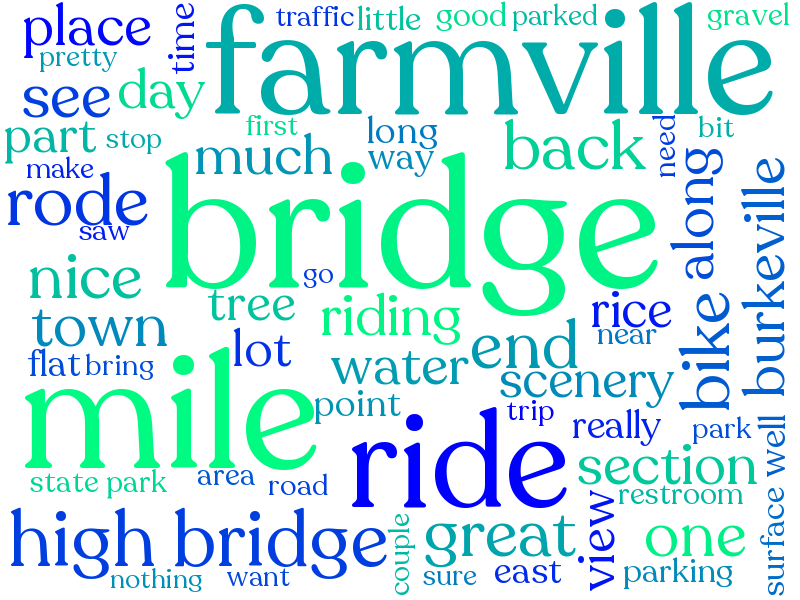 place
pretty
time
traffic
little
good
parked
gravel
farmville
see
day
part
stop
first
long
way
much
back
need
bit
make
rode
saw
bridge
along
burkeville
nice
go
tree
riding
rice
near
town
lot
flat
bring
water
end
scenery
bike
mile
point
ride
trip
really
park
state park
area
road
section
restroom
surface well
high bridge
couple
great
view
one
nothing
want
sure
east
parking